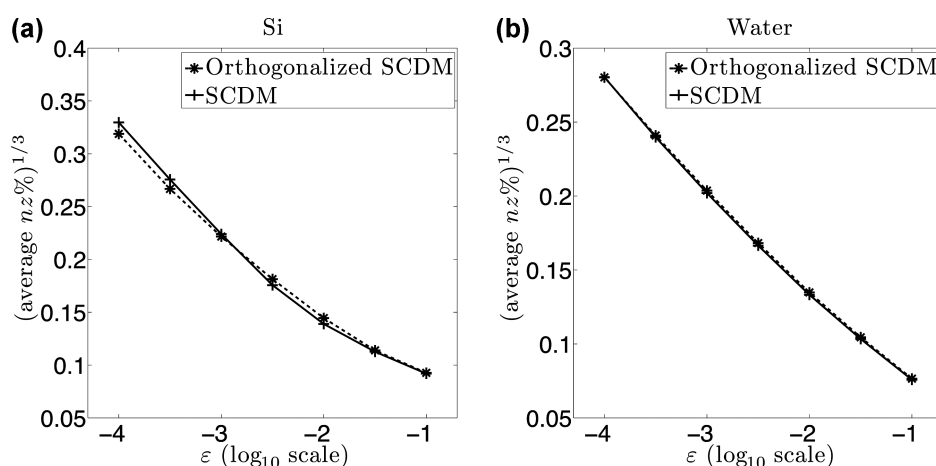 (a)
Si
0.4
0.35
0.3
0.25
0.2
0.15
0.1
0.05
(average nz%)^{1/3}
Orthogonalized SCDM
SCDM
−4
−3
−2
−1
ε (log₁₀ scale)
(b)
Water
0.3
0.25
0.2
0.15
0.1
0.05
(average nz%)^{1/3}
Orthogonalized SCDM
SCDM
−4
−3
−2
−1
ε (log₁₀ scale)